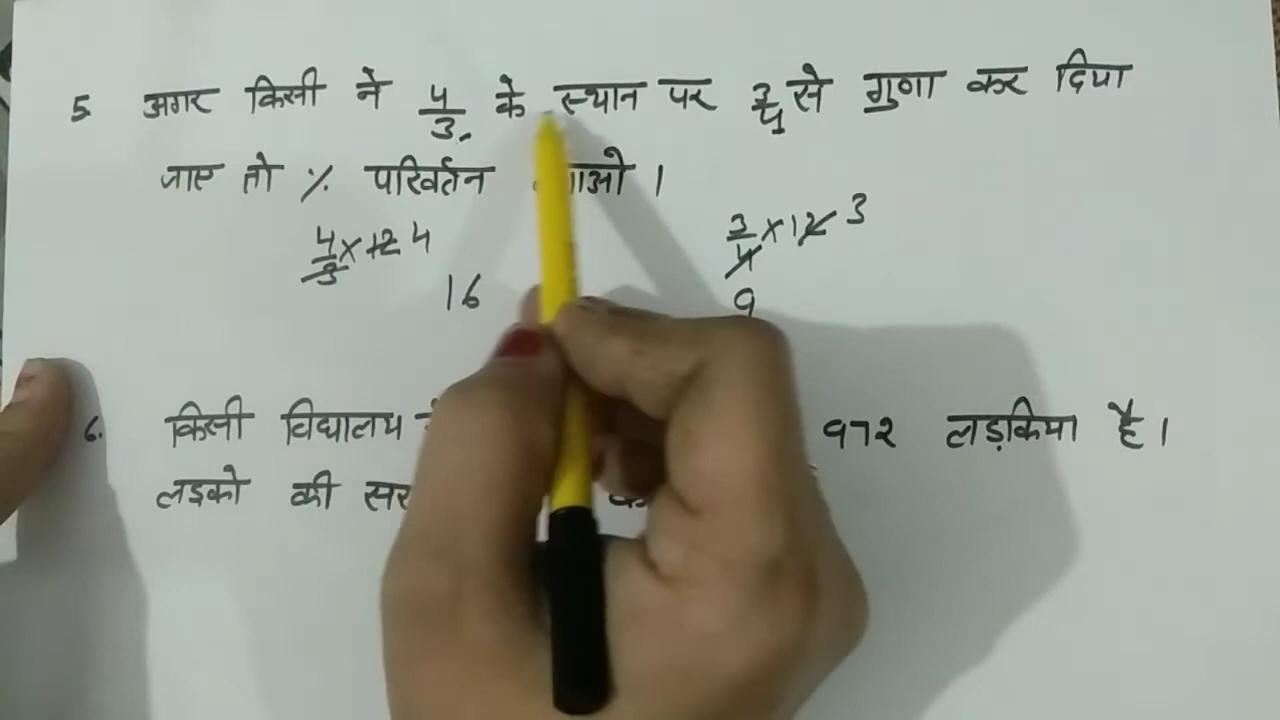 5. अगर किसी ने 4/3 के स्थान पर 3/4 से गुणा कर दिया
जाए तो % परिवर्तन
4/3 × 12 4
3/4 × 12 3
16
9
6. किसी विद्यालय 972 लड़किया है।
लड़को की